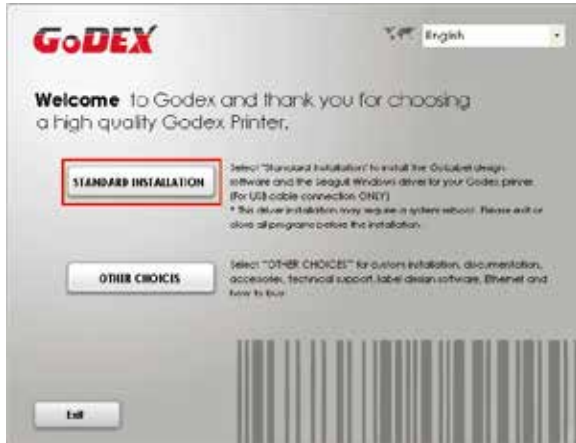 GoDEX
English
Welcome to Godex and thank you for choosing
a high quality Godex Printer.
STANDARD INSTALLATION
Select "Standard Installation" to install the GoLabel design
software and the Seagull Windows driver for your Godex printer.
(For USB cable connection ONLY)
* This driver installation may require a system reboot. Please exit or
close all programs before the installation.
OTHER CHOICES
Select "OTHER CHOICES" for custom installation, documentation,
accessories, technical support, label design software, Ethernet and
how to buy
Exit